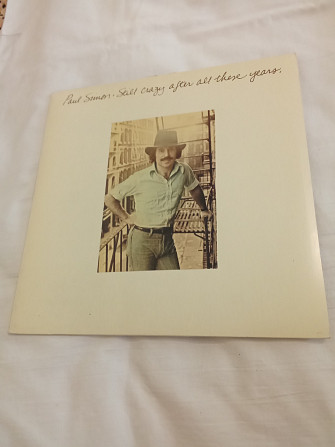 Paul Simon - Still crazy after all these years.